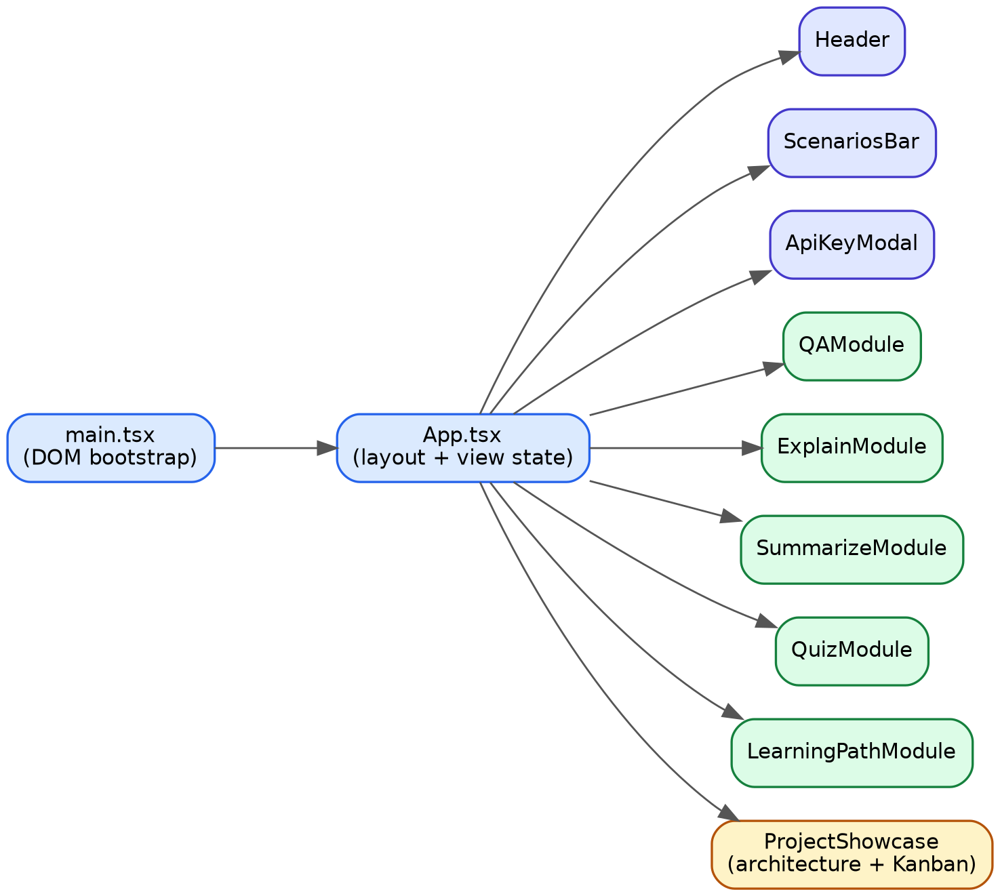 main.tsx
(DOM bootstrap)
App.tsx
(layout + view state)
Header
ScenariosBar
ApiKeyModal
QAModule
ExplainModule
SummarizeModule
QuizModule
LearningPathModule
ProjectShowcase
(architecture + Kanban)